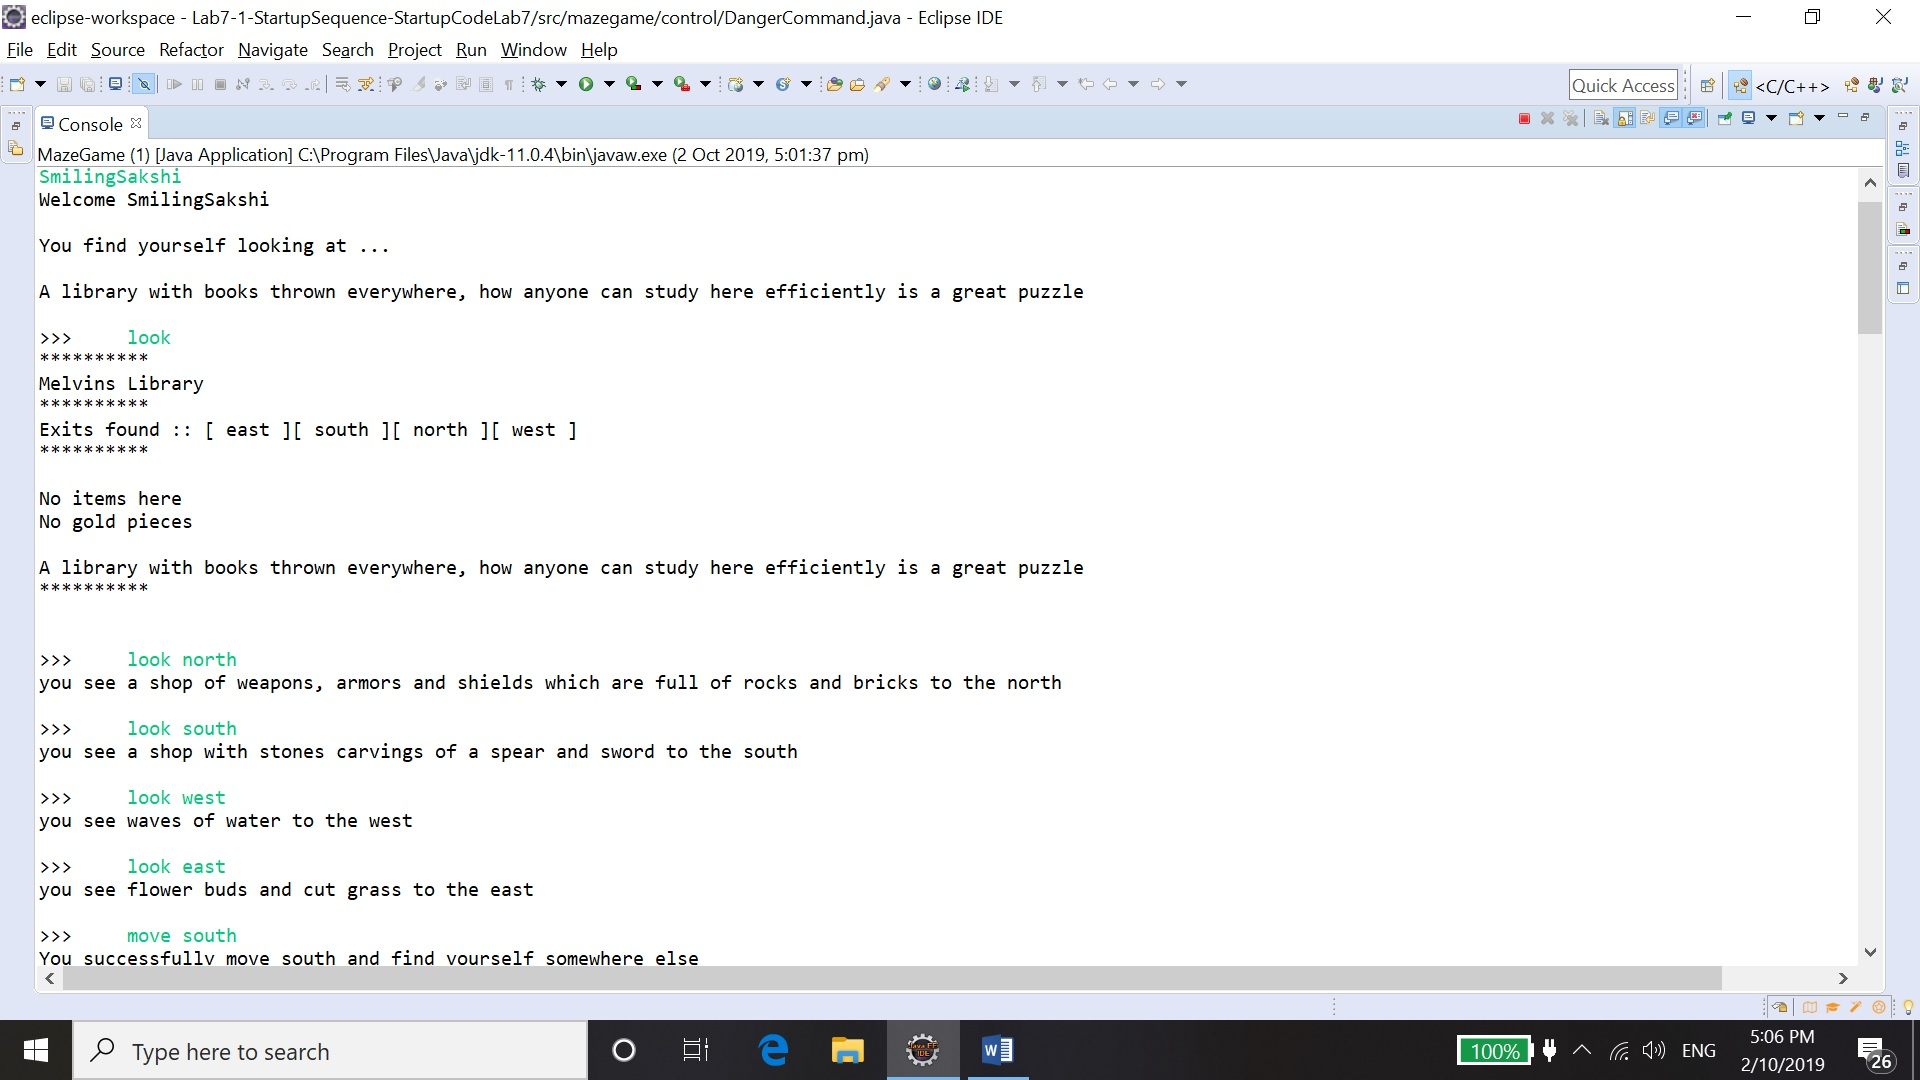 eclipse-workspace - Lab7-1-StartupSequence-StartupCodeLab7/src/mazegame/control/DangerCommand.java - Eclipse IDE
File Edit Source Refactor Navigate Search Project Run Window Help
Quick Access
<C/C++>
Console
MazeGame (1) [Java Application] C:\Program Files\Java\jdk-11.0.4\bin\javaw.exe (2 Oct 2019, 5:01:37 pm)
SmilingSakshi
Welcome SmilingSakshi
You find yourself looking at ...
A library with books thrown everywhere, how anyone can study here efficiently is a great puzzle
>>> look
**********
Melvins Library
**********
Exits found :: [ east ][ south ][ north ][ west ]
**********
No items here
No gold pieces
A library with books thrown everywhere, how anyone can study here efficiently is a great puzzle
**********
>>> look north
you see a shop of weapons, armors and shields which are full of rocks and bricks to the north
>>> look south
you see a shop with stones carvings of a spear and sword to the south
>>> look west
you see waves of water to the west
>>> look east
you see flower buds and cut grass to the east
>>> move south
You successfully move south and find yourself somewhere else
Type here to search
100%
ENG
5:06 PM
2/10/2019
26